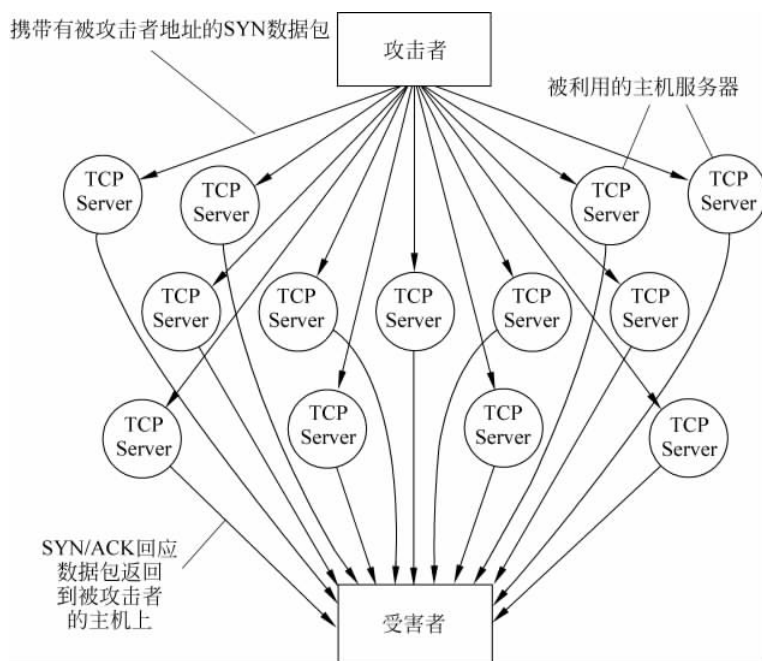 携带有被攻击者地址的SYN数据包
攻击者
被利用的主机服务器
TCP
Server
TCP
Server
TCP
Server
TCP
Server
TCP
Server
TCP
Server
TCP
Server
TCP
Server
TCP
Server
TCP
Server
TCP
Server
TCP
Server
TCP
Server
SYN/ACK回应
数据包返回
到被攻击者
的主机上
受害者